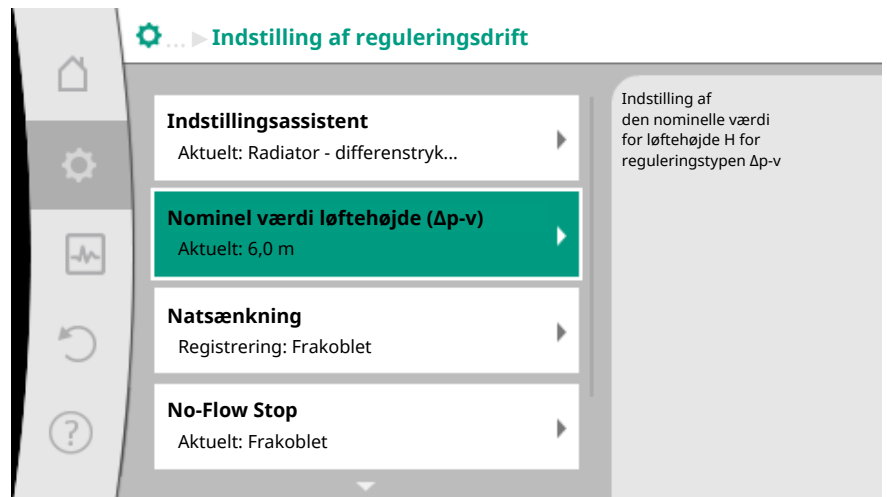 ... ▶ Indstilling af reguleringsdrift
Indstillingsassistent
Aktuelt: Radiator - differenstryk...
Nominel værdi løftehøjde (Δp-v)
Aktuelt: 6,0 m
Natsænkning
Registrering: Frakoblet
No-Flow Stop
Aktuelt: Frakoblet
Indstilling af
den nominelle værdi
for løftehøjde H for
reguleringstypen Δp-v
?